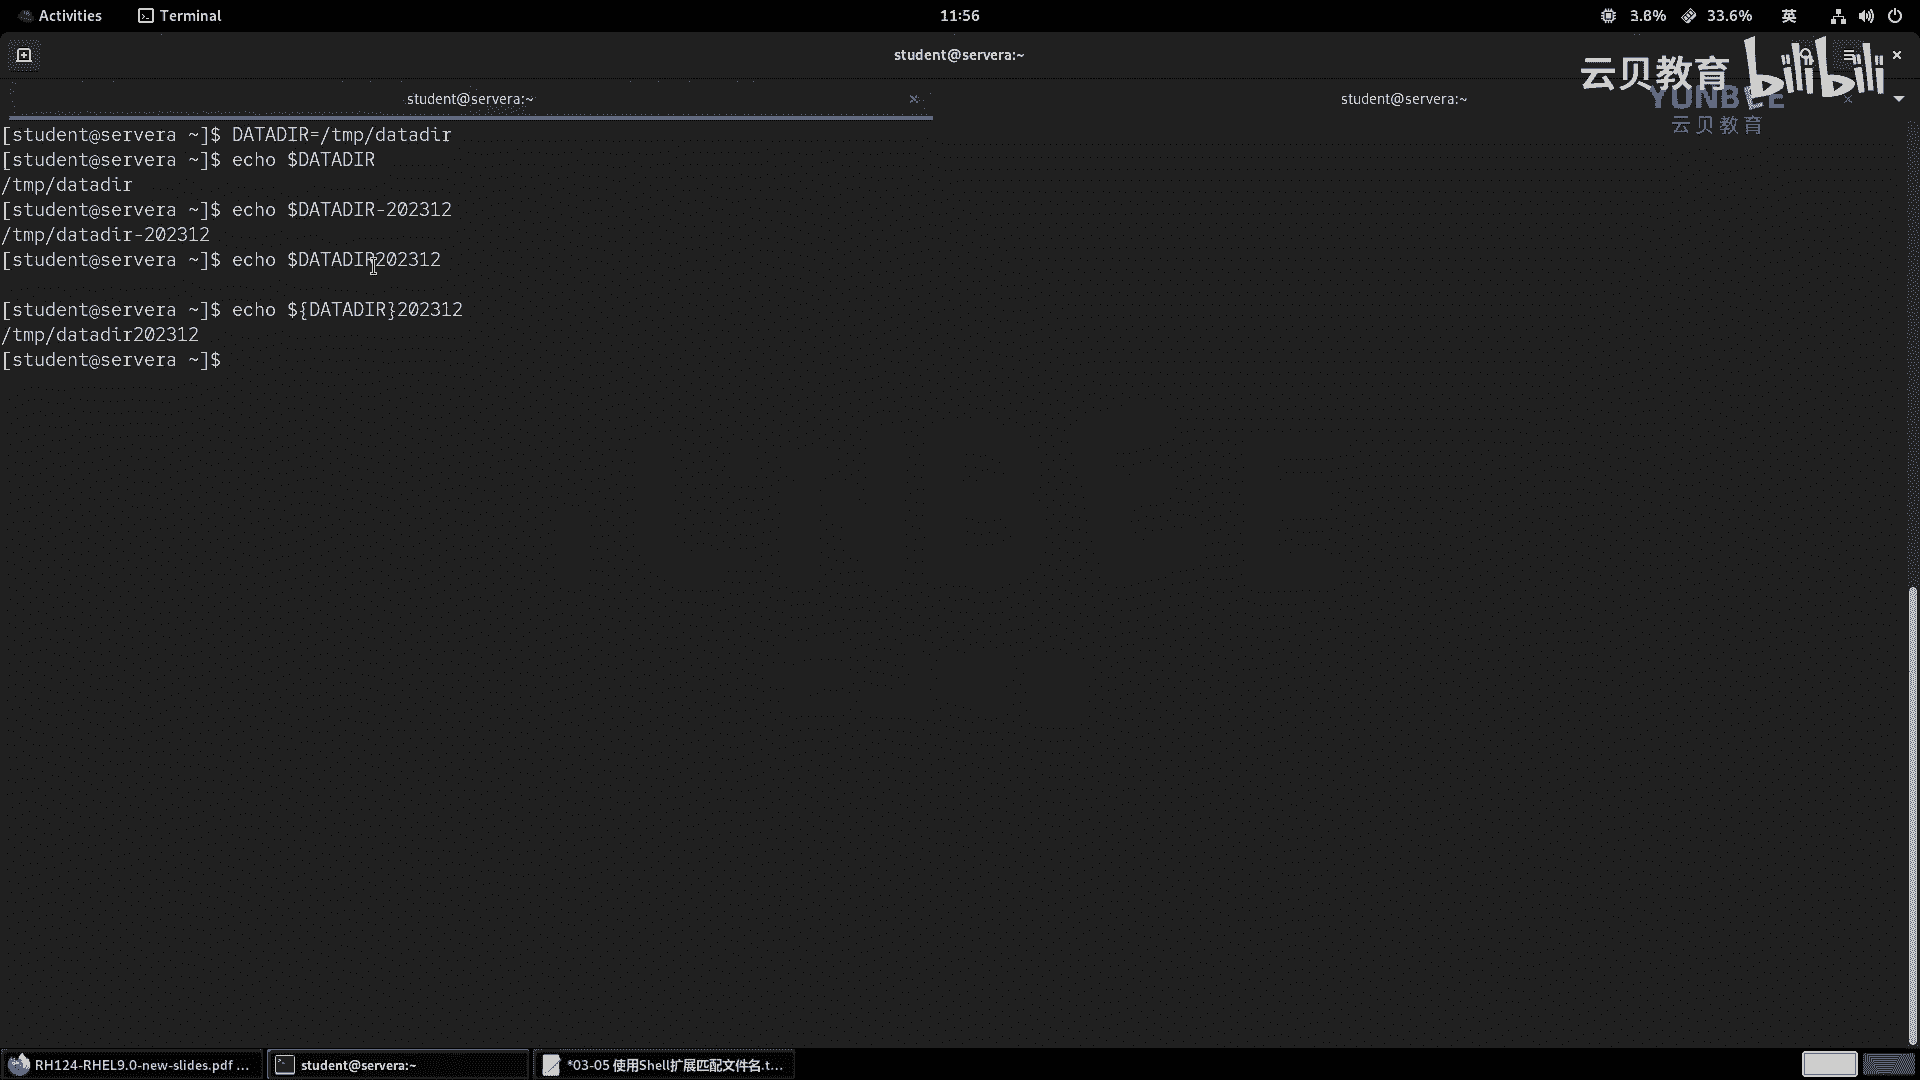 Activities
Terminal
11:56
3.8%
33.6%
英
student@servera:~
云贝教育 bilibili
student@servera:~
student@servera:~
云贝教育
[student@servera ~]$ DATADIR=/tmp/datadir
[student@servera ~]$ echo $DATADIR
/tmp/datadir
[student@servera ~]$ echo $DATADIR-202312
/tmp/datadir-202312
[student@servera ~]$ echo $DATADIR202312
[student@servera ~]$ echo ${DATADIR}202312
/tmp/datadir202312
[student@servera ~]$
RH124-RHEL9.0-new-slides.pdf ...
student@servera:~
*03-05 使用Shell扩展匹配文件名.t...